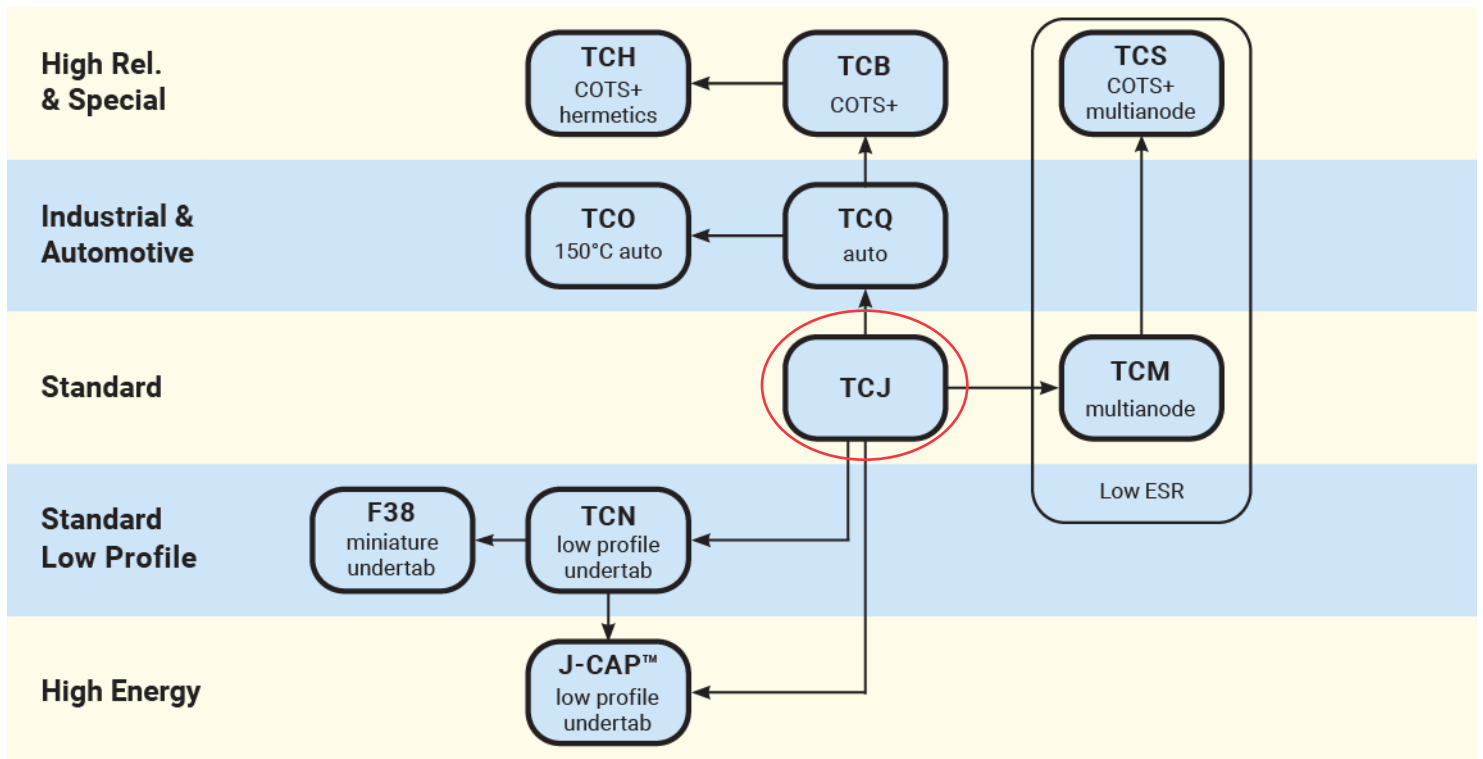 High Rel.
& Special
TCH
COTS+
hermetics
TCB
COTS+
TCS
COTS+
multianode
Industrial &
Automotive
TCO
150°C auto
TCQ
auto
Standard
TCJ
TCM
multianode
Standard
Low Profile
F38
miniature
undertab
TCN
low profile
undertab
Low ESR
High Energy
J-CAP™
low profile
undertab